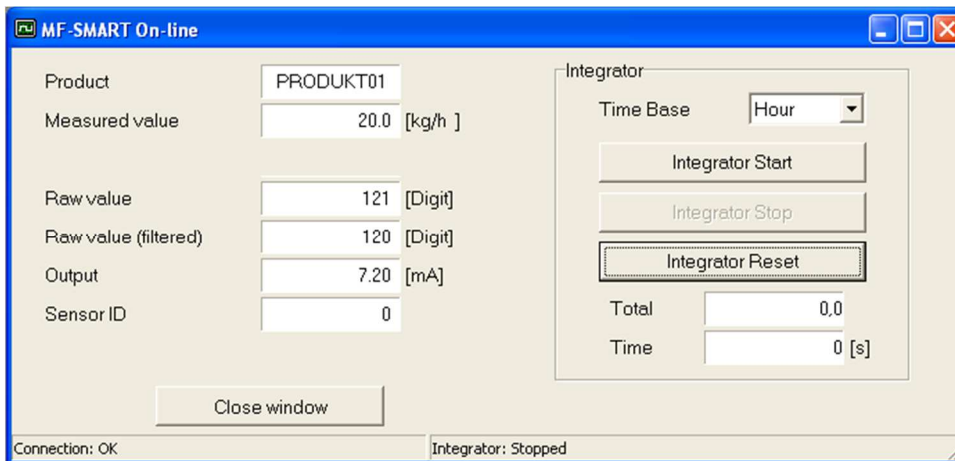 MF-SMART On-line
Product PRODUKT01
Measured value 20.0 [kg/h ]
Raw value 121 [Digit]
Raw value (filtered) 120 [Digit]
Output 7.20 [mA]
Sensor ID 0
Close window
Integrator
Time Base Hour
Integrator Start
Integrator Stop
Integrator Reset
Total 0,0
Time 0 [s]
Connection: OK
Integrator: Stopped